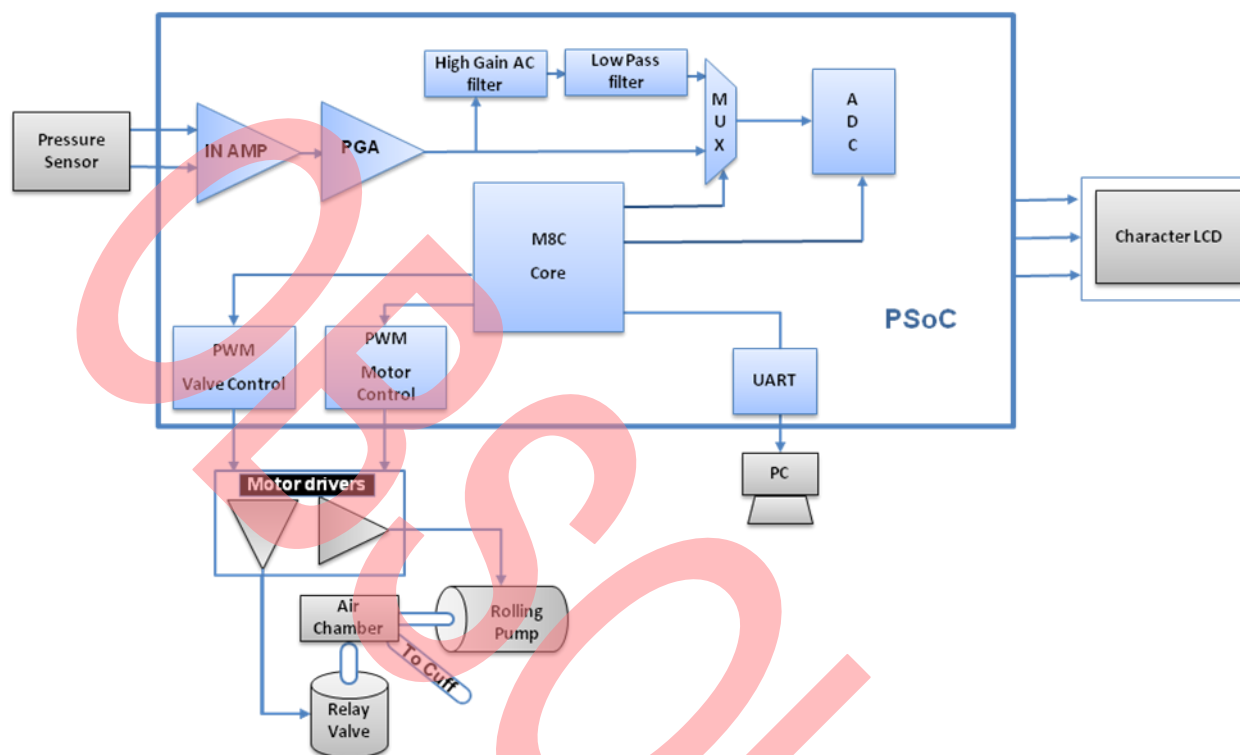 High Gain AC
filter
Low Pass
filter
M
U
X
A
D
C
Pressure
Sensor
IN AMP
PGA
M8C
Core
Character LCD
PSoC
PWM
Valve Control
PWM
Motor
Control
UART
PC
Motor drivers
Air
Chamber
Rolling
Pump
To Cuff
Relay
Valve
OBSOL